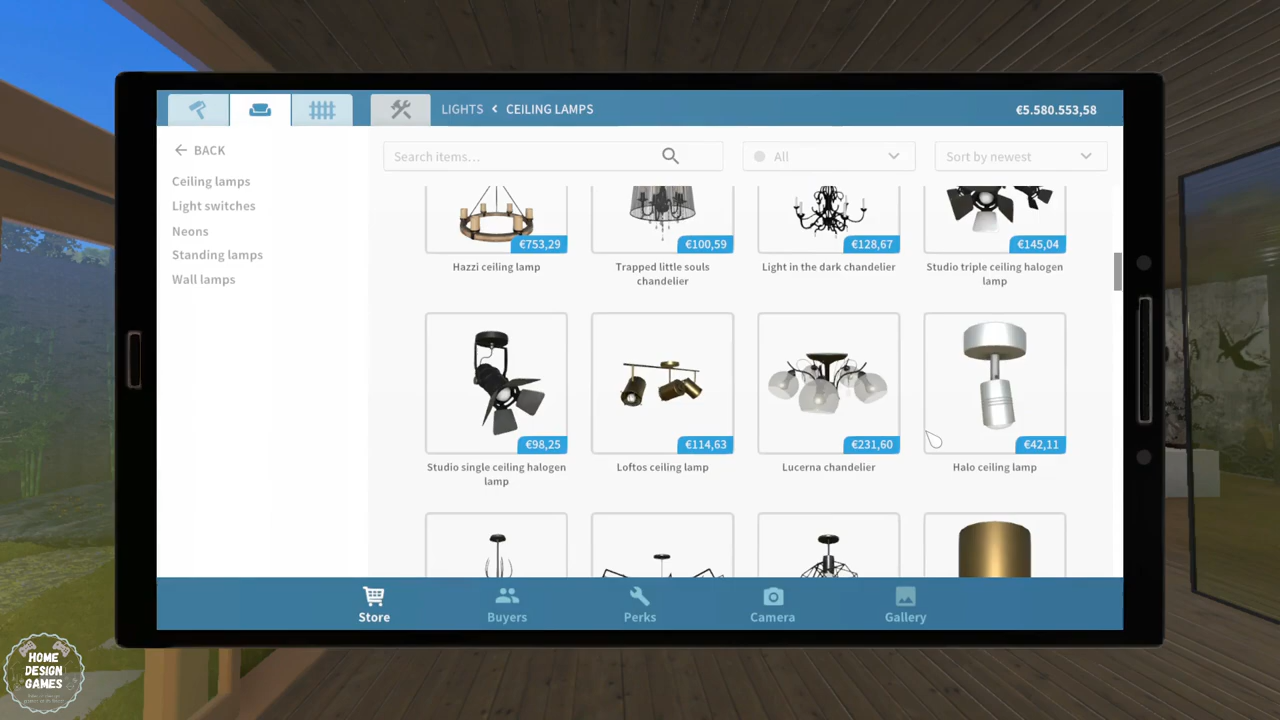 LIGHTS < CEILING LAMPS
€5.580.553,58
BACK
Search items...
All
Sort by newest
Ceiling lamps
Light switches
Neons
Standing lamps
Wall lamps
€753,29
€100,59
€128,67
€145,04
Hazzi ceiling lamp
Trapped little souls
chandelier
Light in the dark chandelier
Studio triple ceiling halogen
lamp
€98,25
€114,63
€231,60
€42,11
Studio single ceiling halogen
lamp
Loftos ceiling lamp
Lucerna chandelier
Halo ceiling lamp
Store
Buyers
Perks
Camera
Gallery
HOME
DESIGN
GAMES